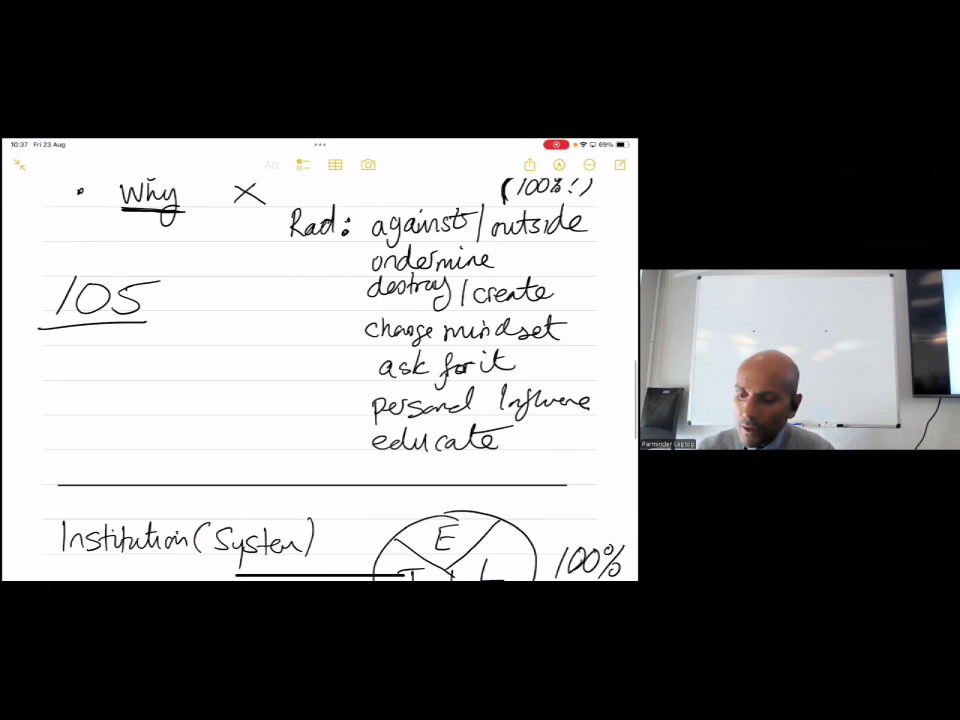 10:37 Fri 23 Aug
69%
Aa
• Why X
(100%!)
Rad: against/outside
undermine
destroy/create
105
change mindset
ask for it
personal influence
educate
Parminder Laptop
Institution (System)
E
100%
I L